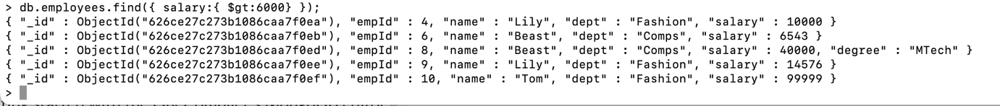 > db.employees.find({ salary:{ $gt:6000} });
{ "_id" : ObjectId("626ce27c273b1086caa7f0ea"), "empId" : 4, "name" : "Lily", "dept" : "Fashion", "salary" : 10000 }
{ "_id" : ObjectId("626ce27c273b1086caa7f0eb"), "empId" : 6, "name" : "Beast", "dept" : "Comps", "salary" : 6543 }
{ "_id" : ObjectId("626ce27c273b1086caa7f0ed"), "empId" : 8, "name" : "Beast", "dept" : "Comps", "salary" : 40000, "degree" : "MTech" }
{ "_id" : ObjectId("626ce27c273b1086caa7f0ee"), "empId" : 9, "name" : "Lily", "dept" : "Fashion", "salary" : 14576 }
{ "_id" : ObjectId("626ce27c273b1086caa7f0ef"), "empId" : 10, "name" : "Tom", "dept" : "Fashion", "salary" : 99999 }
>